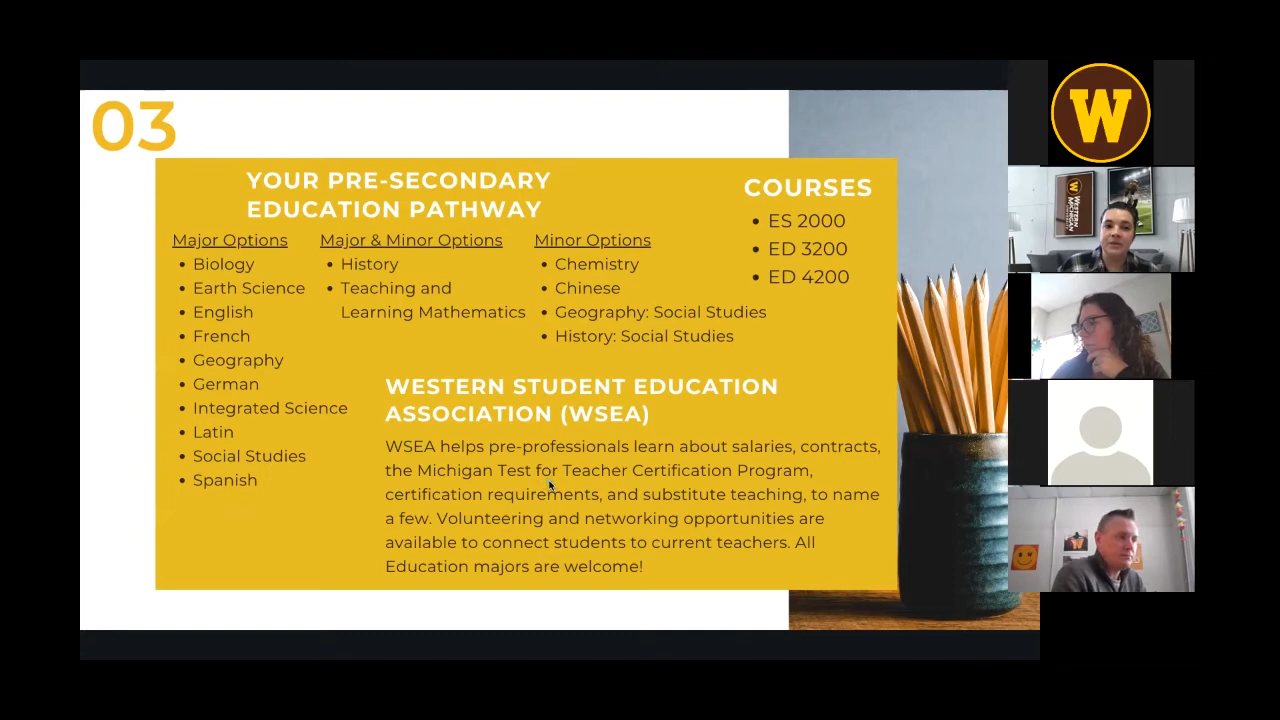 03
YOUR PRE-SECONDARY
EDUCATION PATHWAY
Major Options
• Biology
• Earth Science
• English
• French
• Geography
• German
• Integrated Science
• Latin
• Social Studies
• Spanish
Major & Minor Options
• History
• Teaching and
Learning Mathematics
Minor Options
• Chemistry
• Chinese
• Geography: Social Studies
• History: Social Studies
COURSES
• ES 2000
• ED 3200
• ED 4200
WESTERN STUDENT EDUCATION
ASSOCIATION (WSEA)
WSEA helps pre-professionals learn about salaries, contracts,
the Michigan Test for Teacher Certification Program,
certification requirements, and substitute teaching, to name
a few. Volunteering and networking opportunities are
available to connect students to current teachers. All
Education majors are welcome!
W
W
WESTERN
MICHIGAN